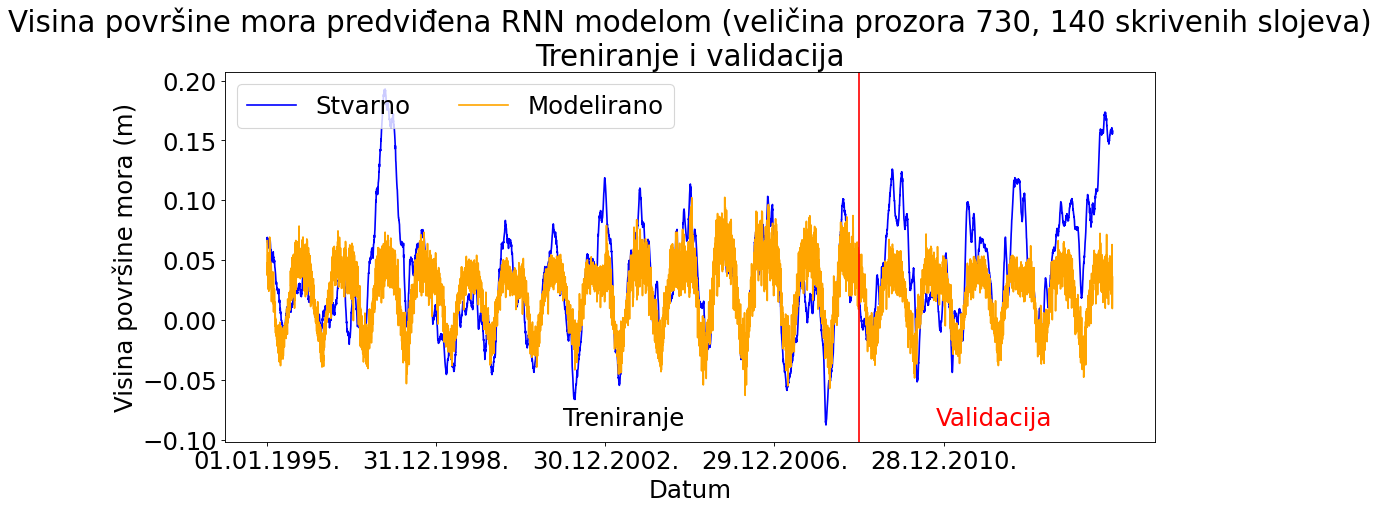 Visina površine mora predviđena RNN modelom (veličina prozora 730, 140 skrivenih slojeva)
Treniranje i validacija
Stvarno Modelirano
Visina površine mora (m)
0.20
0.15
0.10
0.05
0.00
−0.05
−0.10
Treniranje Validacija
01.01.1995. 31.12.1998. 30.12.2002. 29.12.2006. 28.12.2010.
Datum